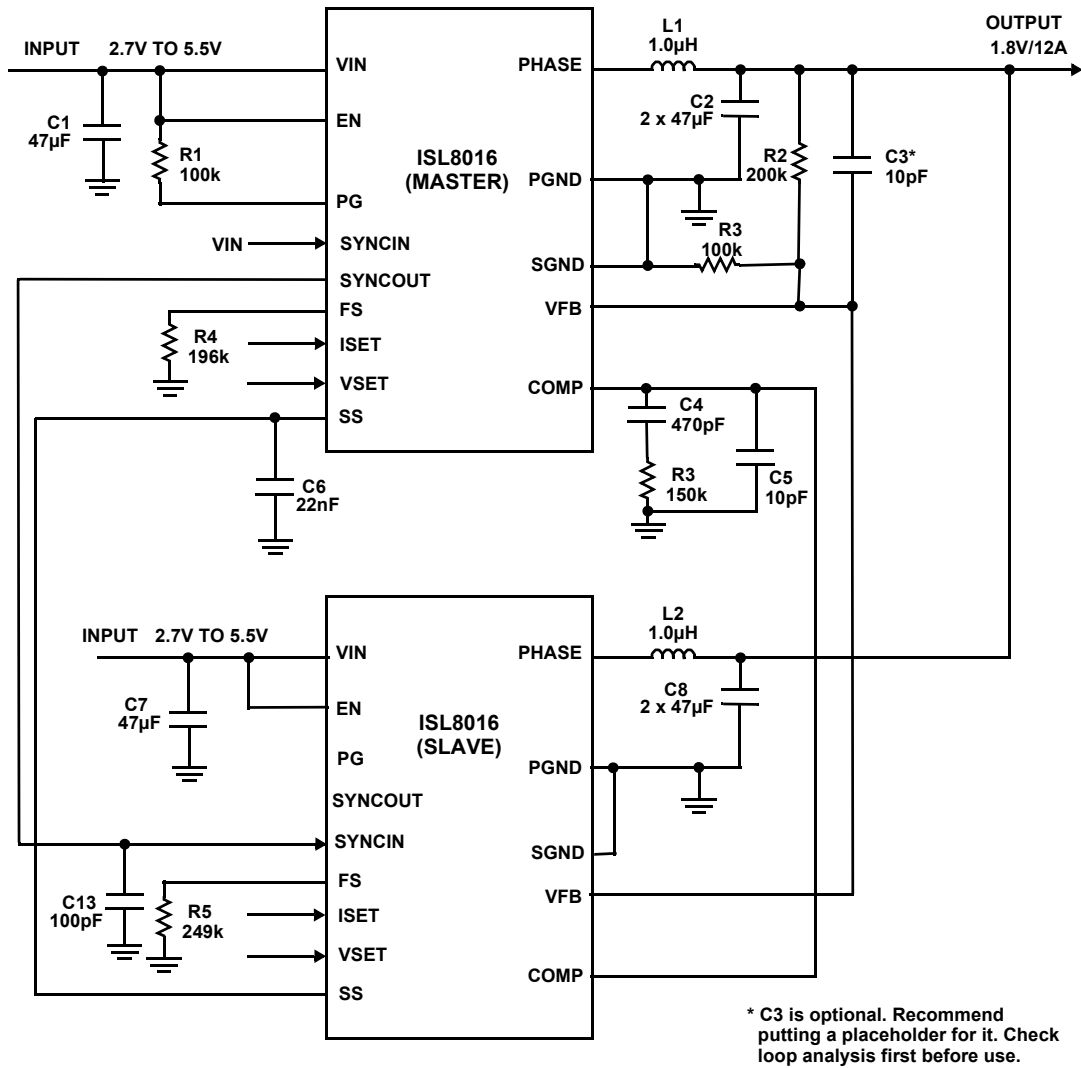 INPUT 2.7V TO 5.5V
C1
47µF
R1
100k
VIN
EN
PG
VIN
SYNCIN
SYNCOUT
FS
R4
196k
ISET
VSET
SS
C6
22nF
ISL8016
(MASTER)
PHASE
PGND
SGND
VFB
COMP
L1
1.0µH
C2
2 x 47µF
R2
200k
C3*
10pF
R3
100k
OUTPUT
1.8V/12A
C4
470pF
R3
150k
C5
10pF
INPUT 2.7V TO 5.5V
C7
47µF
VIN
EN
PG
SYNCOUT
SYNCIN
FS
C13
100pF
R5
249k
ISET
VSET
SS
ISL8016
(SLAVE)
PHASE
PGND
SGND
VFB
COMP
L2
1.0µH
C8
2 x 47µF
* C3 is optional. Recommend
putting a placeholder for it. Check
loop analysis first before use.